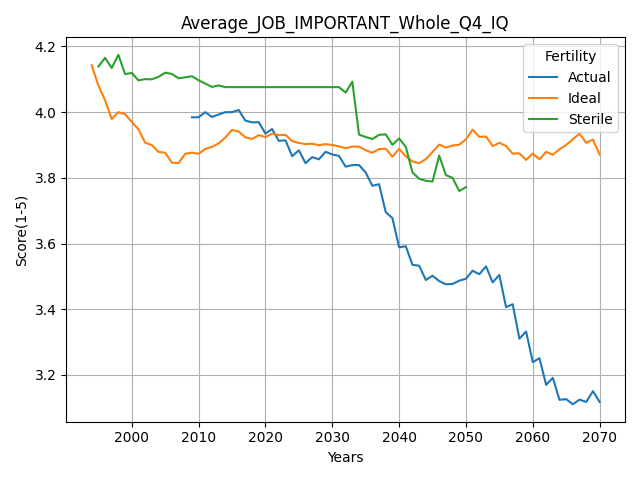 Average_JOB_IMPORTANT_Whole_Q4_IQ
Fertility
Actual
Ideal
Sterile
Score(1-5)
4.2
4.0
3.8
3.6
3.4
3.2
2000 2010 2020 2030 2040 2050 2060 2070
Years